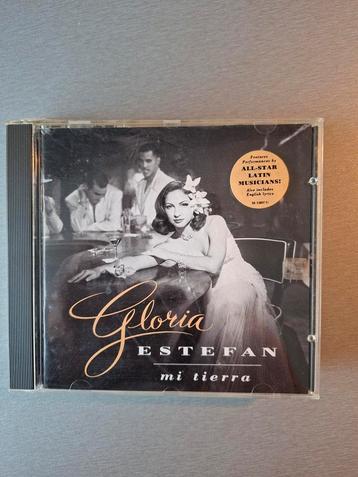 Features
Performances by
ALL-STAR
LATIN
MUSICIANS!
Also includes
English lyrics
Gloria
ESTEFAN
mi tierra